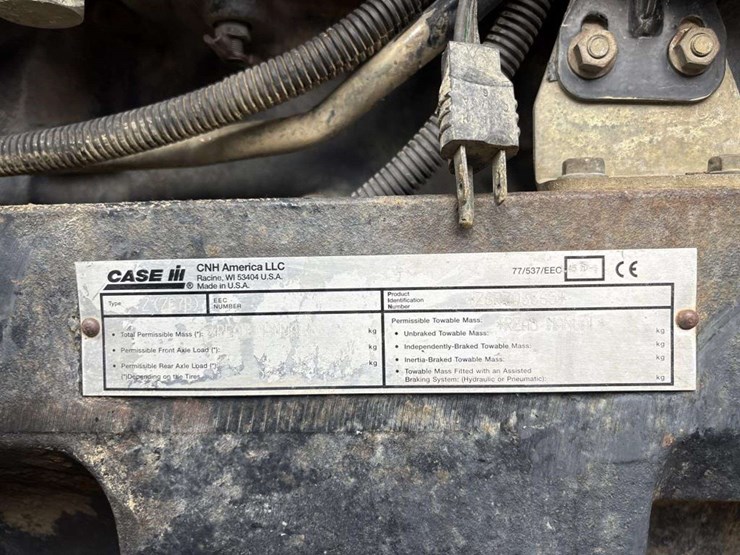 CASE IH ®
CNH America LLC
Racine, WI 53404 U.S.A.
Made in U.S.A.
77/537/EEC
CE
Type
EEC
NUMBER
Product
Identification
Number
• Total Permissible Mass (*): kg
• Permissible Front Axle Load (*): kg
• Permissible Rear Axle Load (*): kg
(*)Depending on the Tires
Permissible Towable Mass:
• Unbraked Towable Mass: kg
• Independently-Braked Towable Mass: kg
• Inertia-Braked Towable Mass: kg
• Towable Mass Fitted with an Assisted
Braking System: (Hydraulic or Pneumatic): kg